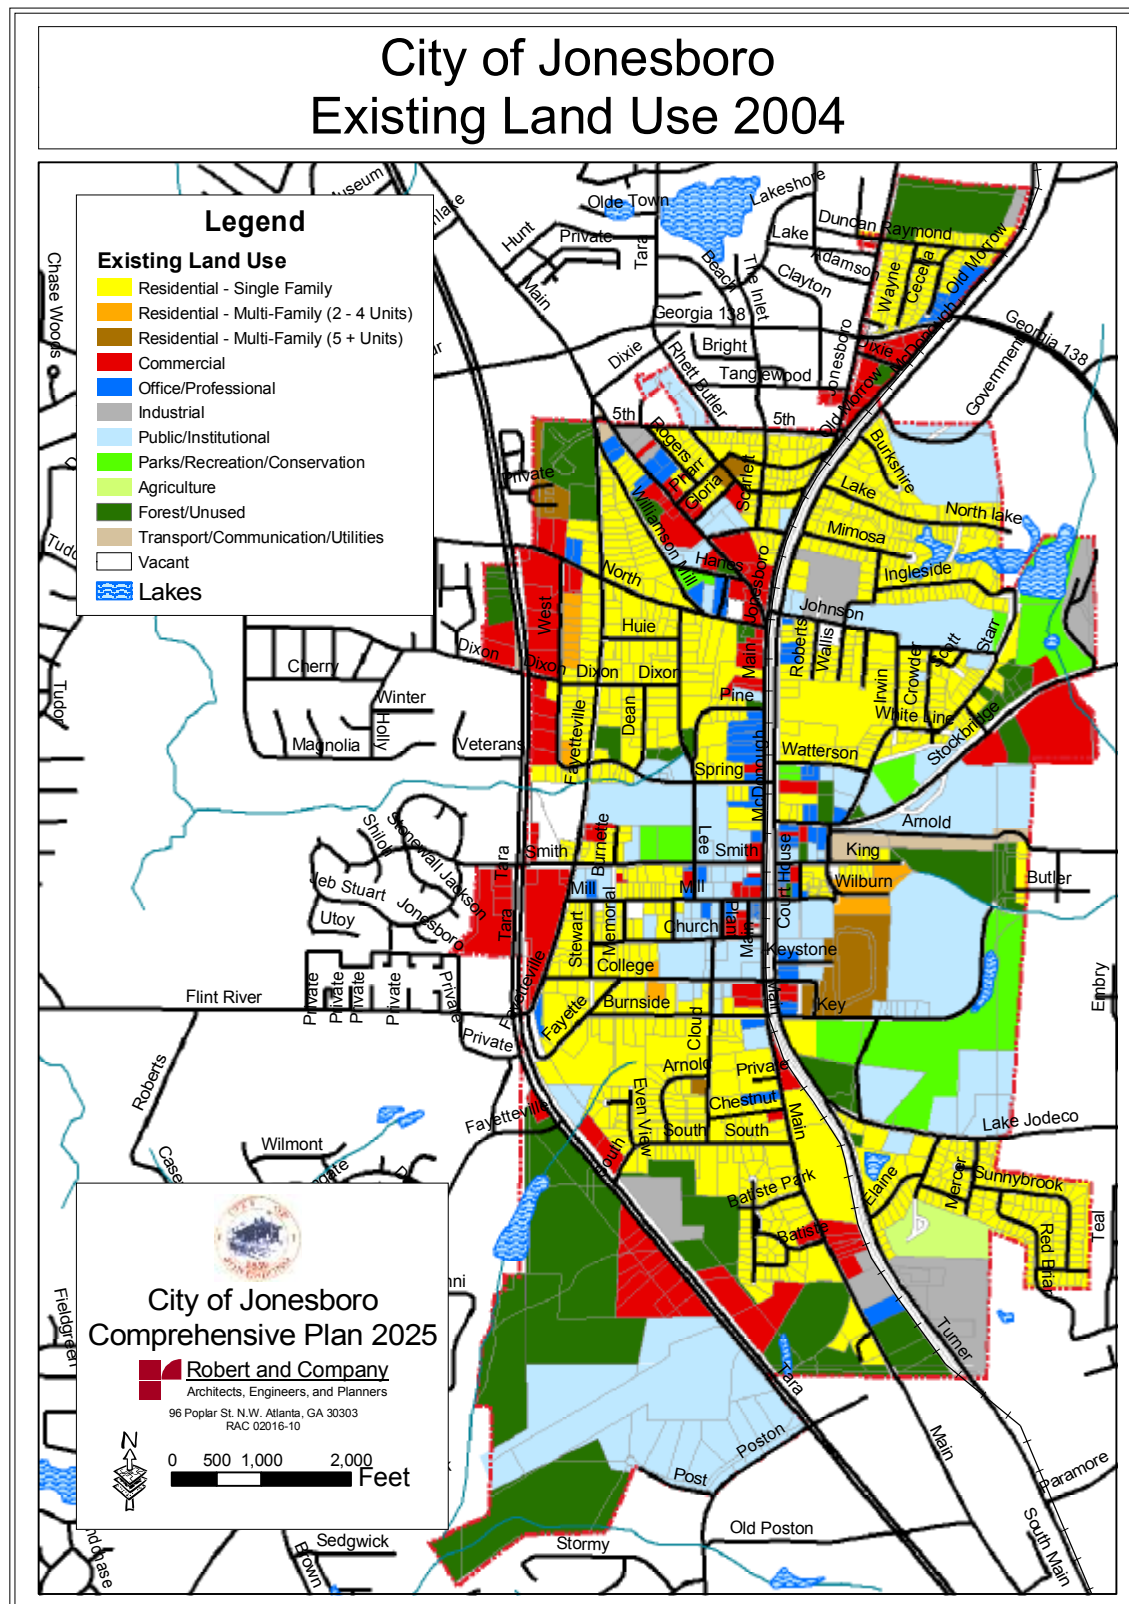 City of Jonesboro
Existing Land Use 2004
Legend
Existing Land Use
Residential - Single Family
Residential - Multi-Family (2 - 4 Units)
Residential - Multi-Family (5 + Units)
Commercial
Office/Professional
Industrial
Public/Institutional
Parks/Recreation/Conservation
Agriculture
Forest/Unused
Transport/Communication/Utilities
Vacant
Lakes
Chase Woods
Olde Town
Lakeshore
Hunt
Private
Tara
Lake
Duncan
Raymond
Adamson
Beach
The Inlet
Clayton
Wayne
Cecelia
Old Morrow
Main
Georgia 138
Georgia 138
Dixie
Bright
Rhett Butler
Tanglewood
Jonesboro
Dixie
McDonough
Government
Old Morrow
5th
5th
Rogers
Pharr
Gloria
Scarlett
Burkshire
Lake
North lake
Private
Williamson Mill
Mimosa
Hanes
Ingleside
North
Jonesboro
Johnson
West
Huie
Roberts
Wallis
Scott
Starr
Dixon
Dixon
Dixon
Dixon
Main
Irwin
Crowder
Cherry
Winter
Holly
Tudor
Pine
White Line
Stockbridge
Magnolia
Veterans
Fayetteville
Dean
Spring
McDonough
Watterson
Shiloh
Stonewall Jackson
Tara
Smith
Burnette
Lee
Smith
Court House
Arnold
King
Jeb Stuart
Utoy
Jonesboro
Mill
Mill
Wilburn
Butler
Tara
Stewart
Memorial
Church
Main
Keystone
College
Flint River
Private
Private
Private
Private
Private
Private
Fayetteville
Fayette
Burnside
Cloud
Main
Key
Embry
Roberts
Arnold
Private
Even View
Chestnut
Fayetteville
South
South
South
Main
Lake Jodeco
Wilmont
Batiste Park
Batiste
Elaine
Mercer
Sunnybrook
Red Brian
Teal
City of Jonesboro
Comprehensive Plan 2025
Robert and Company
Architects, Engineers, and Planners
96 Poplar St. N.W. Atlanta, GA 30303
RAC 02016-10
N
0 500 1,000 2,000
Feet
Fieldgreen
Turner
Tara
Poston
Post
Main
Paramore
Old Poston
South Main
Sedgwick
Brown
Stormy